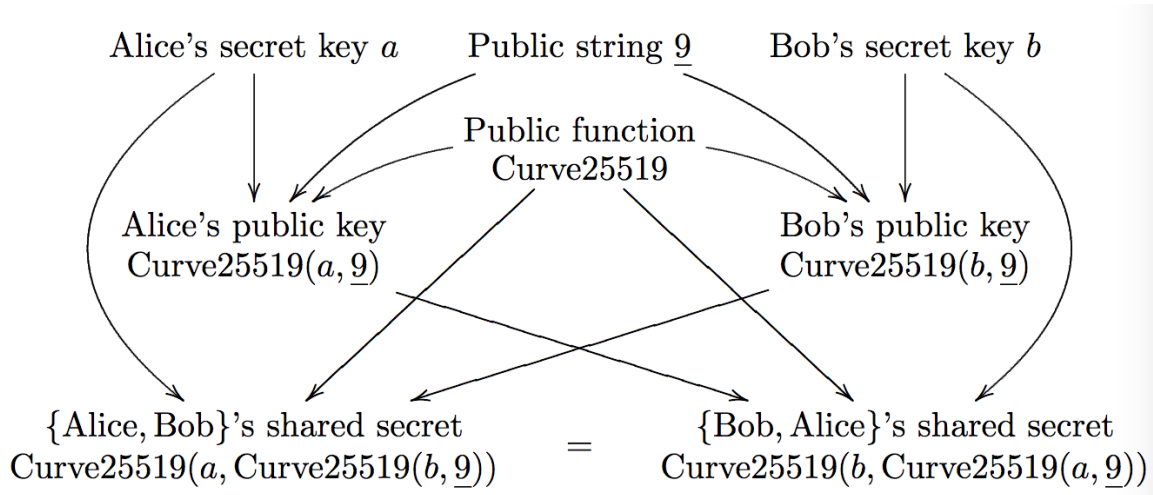 Alice's secret key a
Public string 9
Bob's secret key b
Public function
Curve25519
Alice's public key
Curve25519(a, 9)
Bob's public key
Curve25519(b, 9)
{Alice, Bob}'s shared secret
Curve25519(a, Curve25519(b, 9))
=
{Bob, Alice}'s shared secret
Curve25519(b, Curve25519(a, 9))